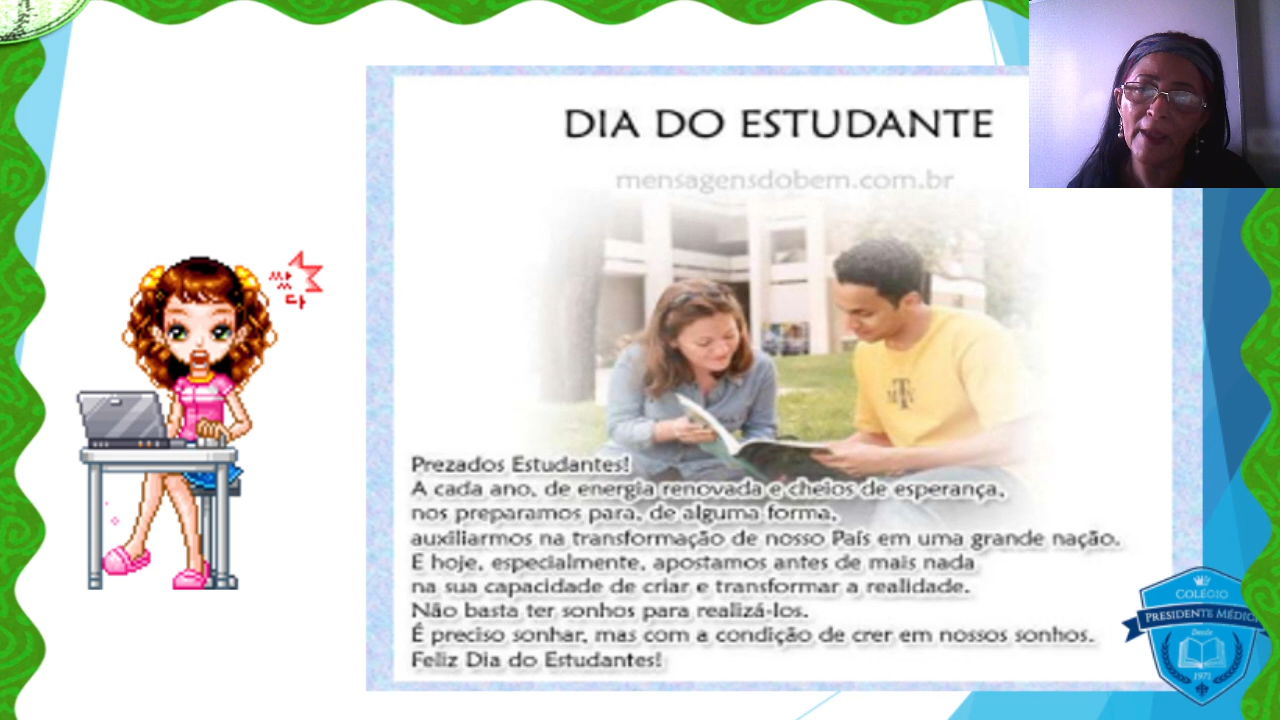 DIA DO ESTUDANTE
mensagensdobem.com.br
Prezados Estudantes!
A cada ano, de energia renovada e cheios de esperança,
nos preparamos para, de alguma forma,
auxiliarmos na transformação de nosso País em uma grande nação.
E hoje, especialmente, apostamos antes de mais nada
na sua capacidade de criar e transformar a realidade.
Não basta ter sonhos para realizá-los.
É preciso sonhar, mas com a condição de crer em nossos sonhos.
Feliz Dia do Estudantes!
COLÉGIO
PRESIDENTE MÉDICI
Desde
1971